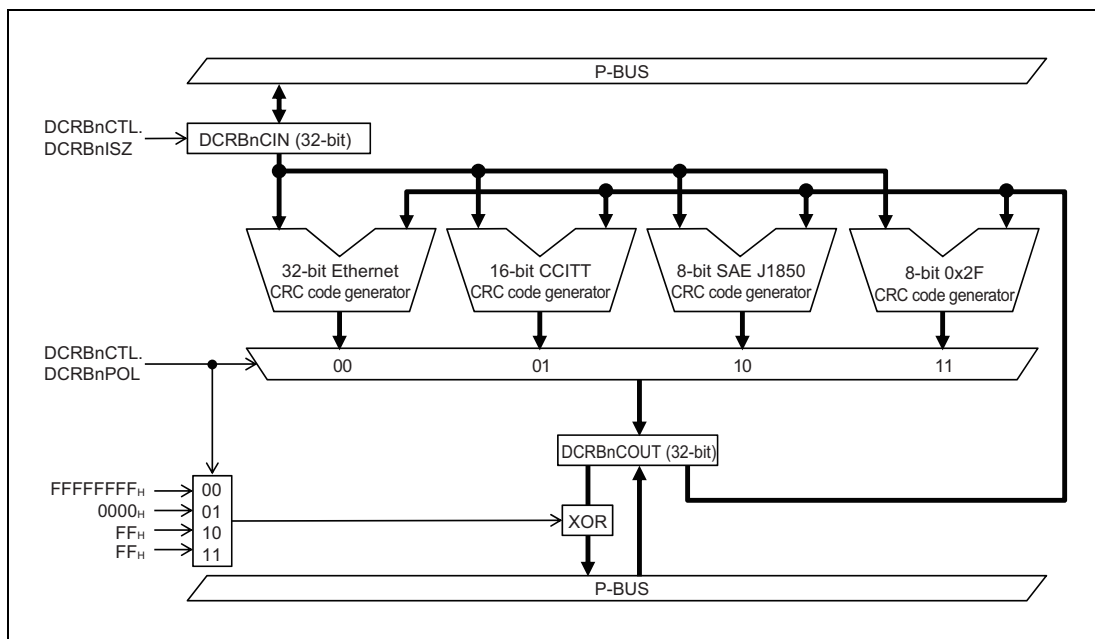 P-BUS
DCRBnCTL.
DCRBnISZ
DCRBnCIN (32-bit)
32-bit Ethernet
CRC code generator
16-bit CCITT
CRC code generator
8-bit SAE J1850
CRC code generator
8-bit 0x2F
CRC code generator
DCRBnCTL.
DCRBnPOL
00 01 10 11
DCRBnCOUT (32-bit)
FFFFFFFFH 00
0000H 01
FFH 10
FFH 11
XOR
P-BUS